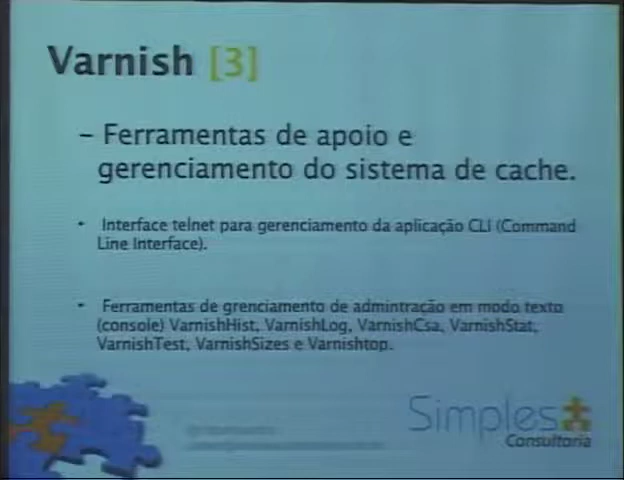 Varnish [3]
– Ferramentas de apoio e
gerenciamento do sistema de cache.
• Interface telnet para gerenciamento da aplicação CLI (Command
Line Interface).
• Ferramentas de grenciamento de admintração em modo texto
(console) VarnishHist, VarnishLog, VarnishCsa, VarnishStat,
VarnishTest, VarnishSizes e Varnishtop.
Simples
Consultoria